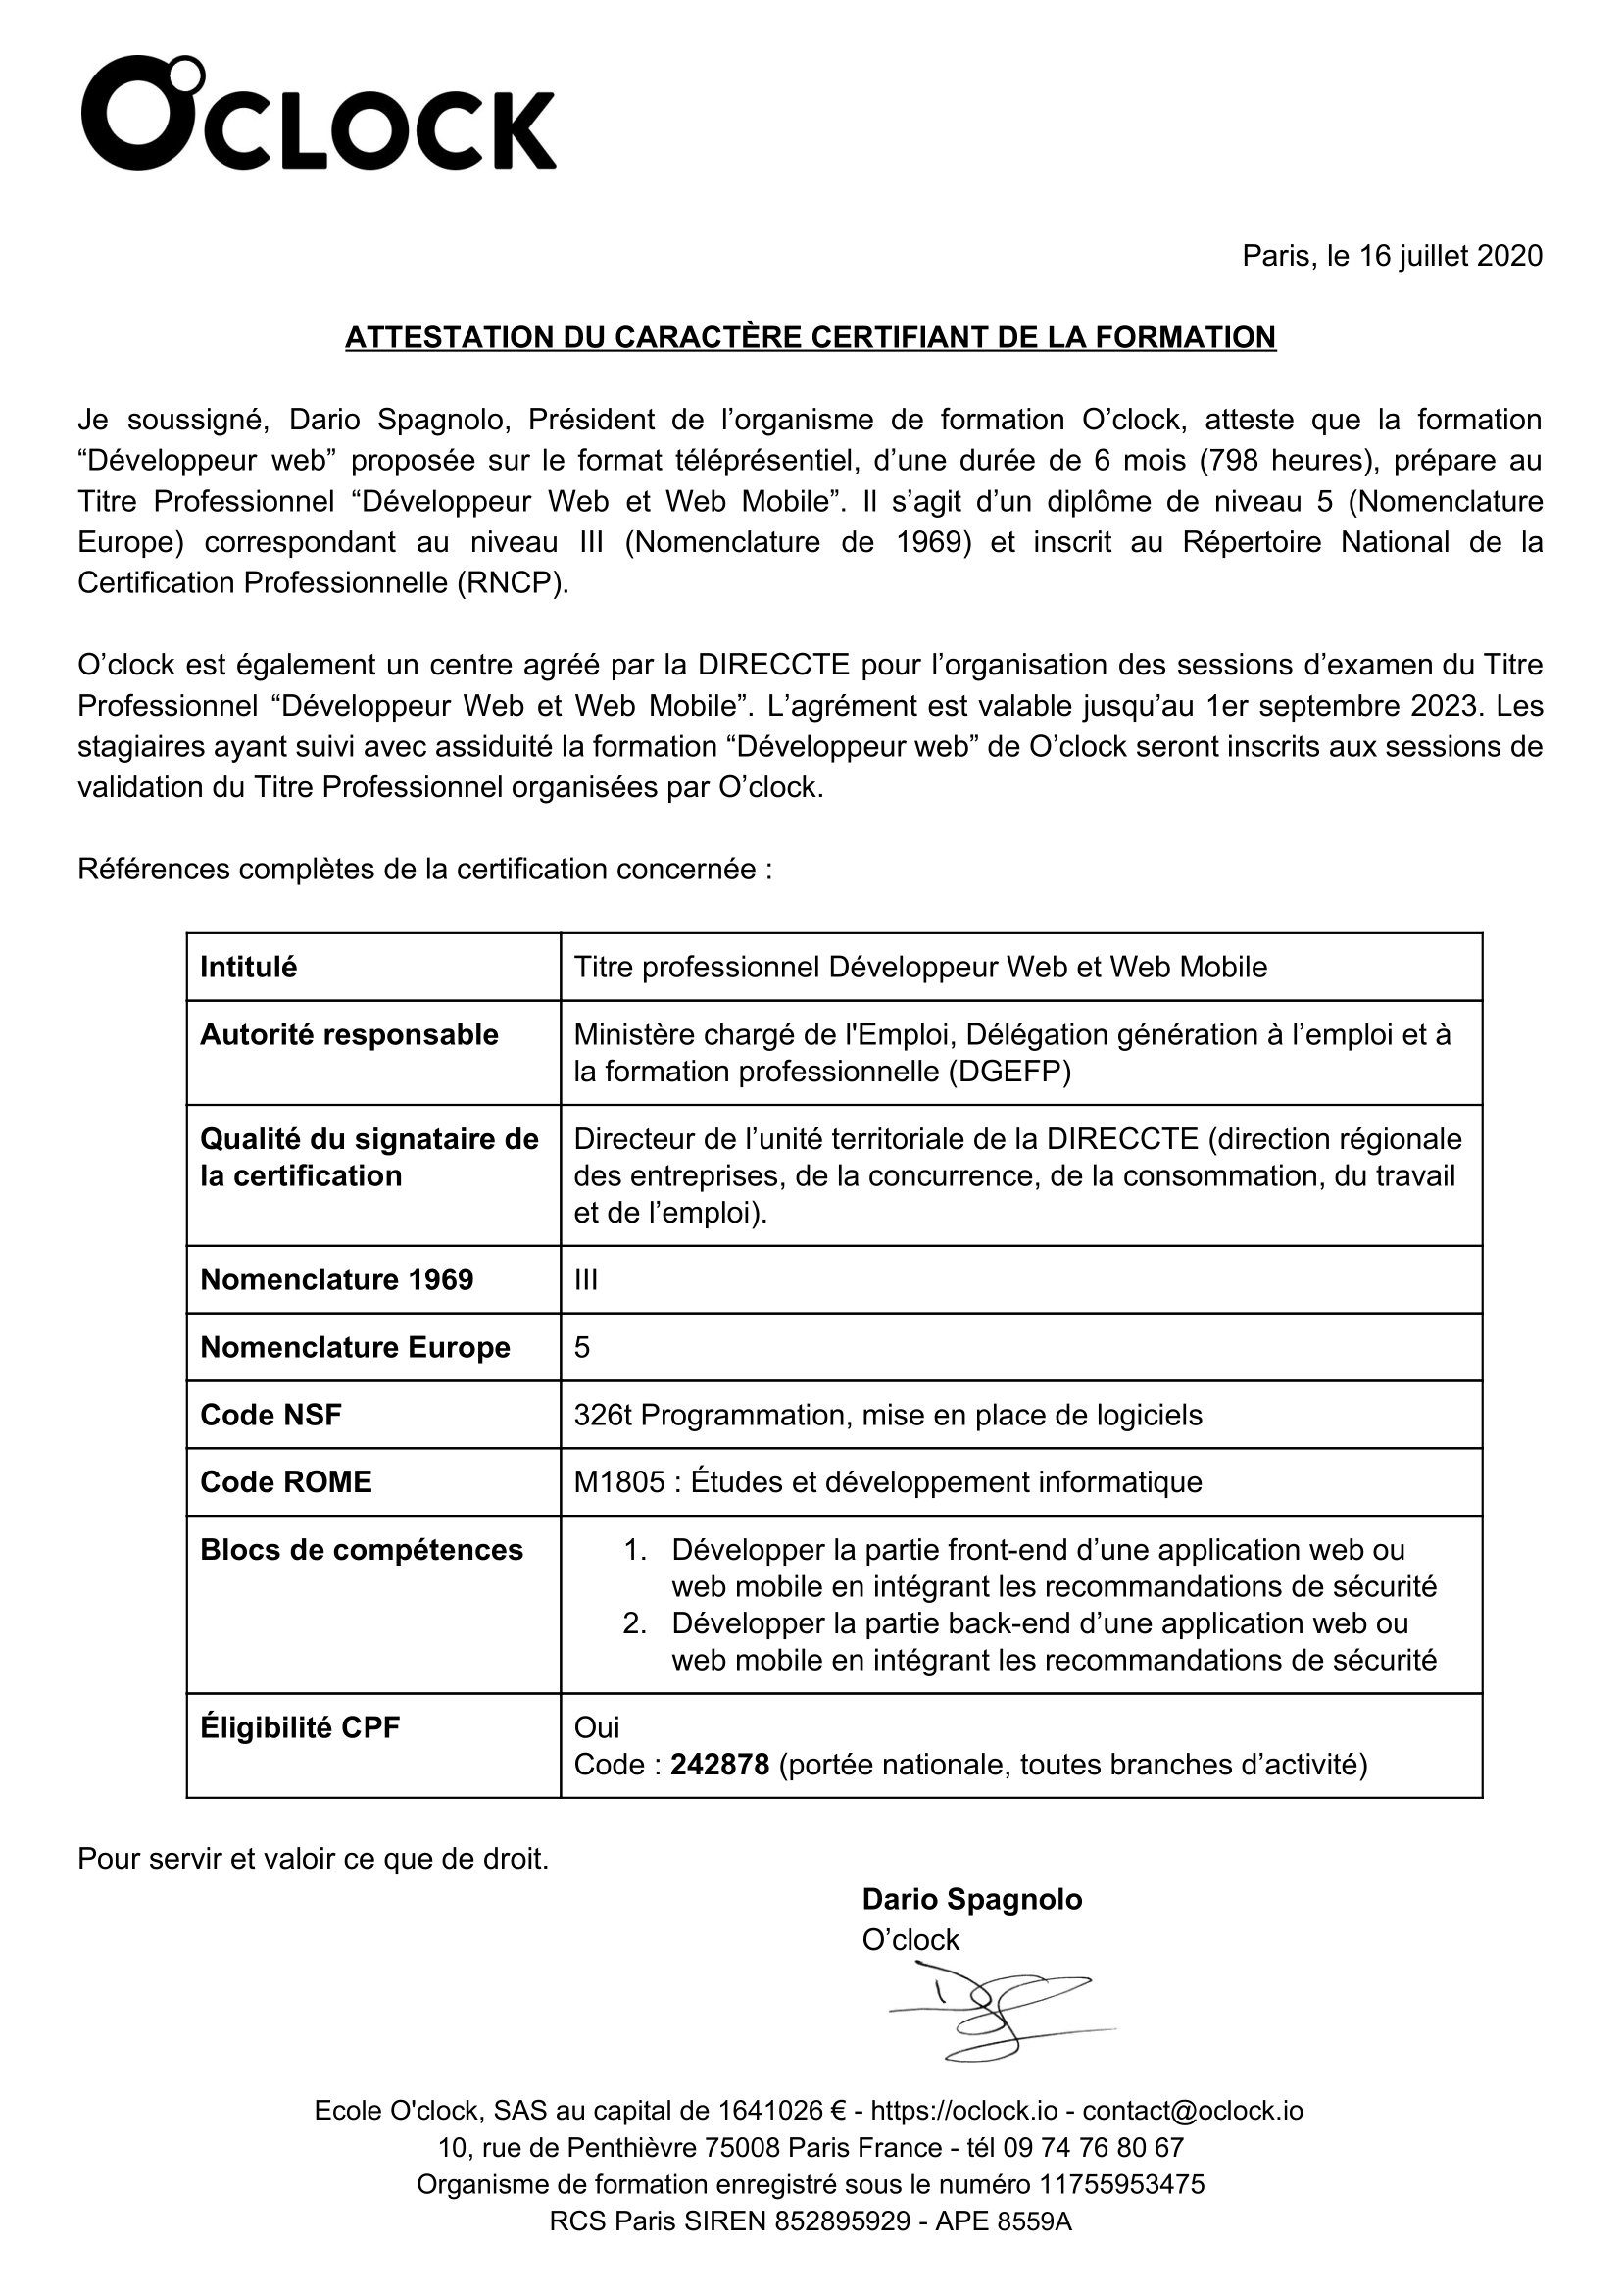 O'CLOCK
Paris, le 16 juillet 2020
ATTESTATION DU CARACTÈRE CERTIFIANT DE LA FORMATION
Je soussigné, Dario Spagnolo, Président de l’organisme de formation O’clock, atteste que la formation
“Développeur web” proposée sur le format téléprésentiel, d’une durée de 6 mois (798 heures), prépare au
Titre Professionnel “Développeur Web et Web Mobile”. Il s’agit d’un diplôme de niveau 5 (Nomenclature
Europe) correspondant au niveau III (Nomenclature de 1969) et inscrit au Répertoire National de la
Certification Professionnelle (RNCP).
O’clock est également un centre agréé par la DIRECCTE pour l’organisation des sessions d’examen du Titre
Professionnel “Développeur Web et Web Mobile”. L’agrément est valable jusqu’au 1er septembre 2023. Les
stagiaires ayant suivi avec assiduité la formation “Développeur web” de O’clock seront inscrits aux sessions de
validation du Titre Professionnel organisées par O’clock.
Références complètes de la certification concernée :
Intitulé
Titre professionnel Développeur Web et Web Mobile
Autorité responsable
Ministère chargé de l'Emploi, Délégation génération à l’emploi et à
la formation professionnelle (DGEFP)
Qualité du signataire de
la certification
Directeur de l’unité territoriale de la DIRECCTE (direction régionale
des entreprises, de la concurrence, de la consommation, du travail
et de l’emploi).
Nomenclature 1969
III
Nomenclature Europe
5
Code NSF
326t Programmation, mise en place de logiciels
Code ROME
M1805 : Études et développement informatique
Blocs de compétences
1. Développer la partie front-end d’une application web ou
web mobile en intégrant les recommandations de sécurité
2. Développer la partie back-end d’une application web ou
web mobile en intégrant les recommandations de sécurité
Éligibilité CPF
Oui
Code : 242878 (portée nationale, toutes branches d’activité)
Pour servir et valoir ce que de droit.
Dario Spagnolo
O’clock
Ecole O'clock, SAS au capital de 1641026 € - https://oclock.io - contact@oclock.io
10, rue de Penthièvre 75008 Paris France - tél 09 74 76 80 67
Organisme de formation enregistré sous le numéro 11755953475
RCS Paris SIREN 852895929 - APE 8559A